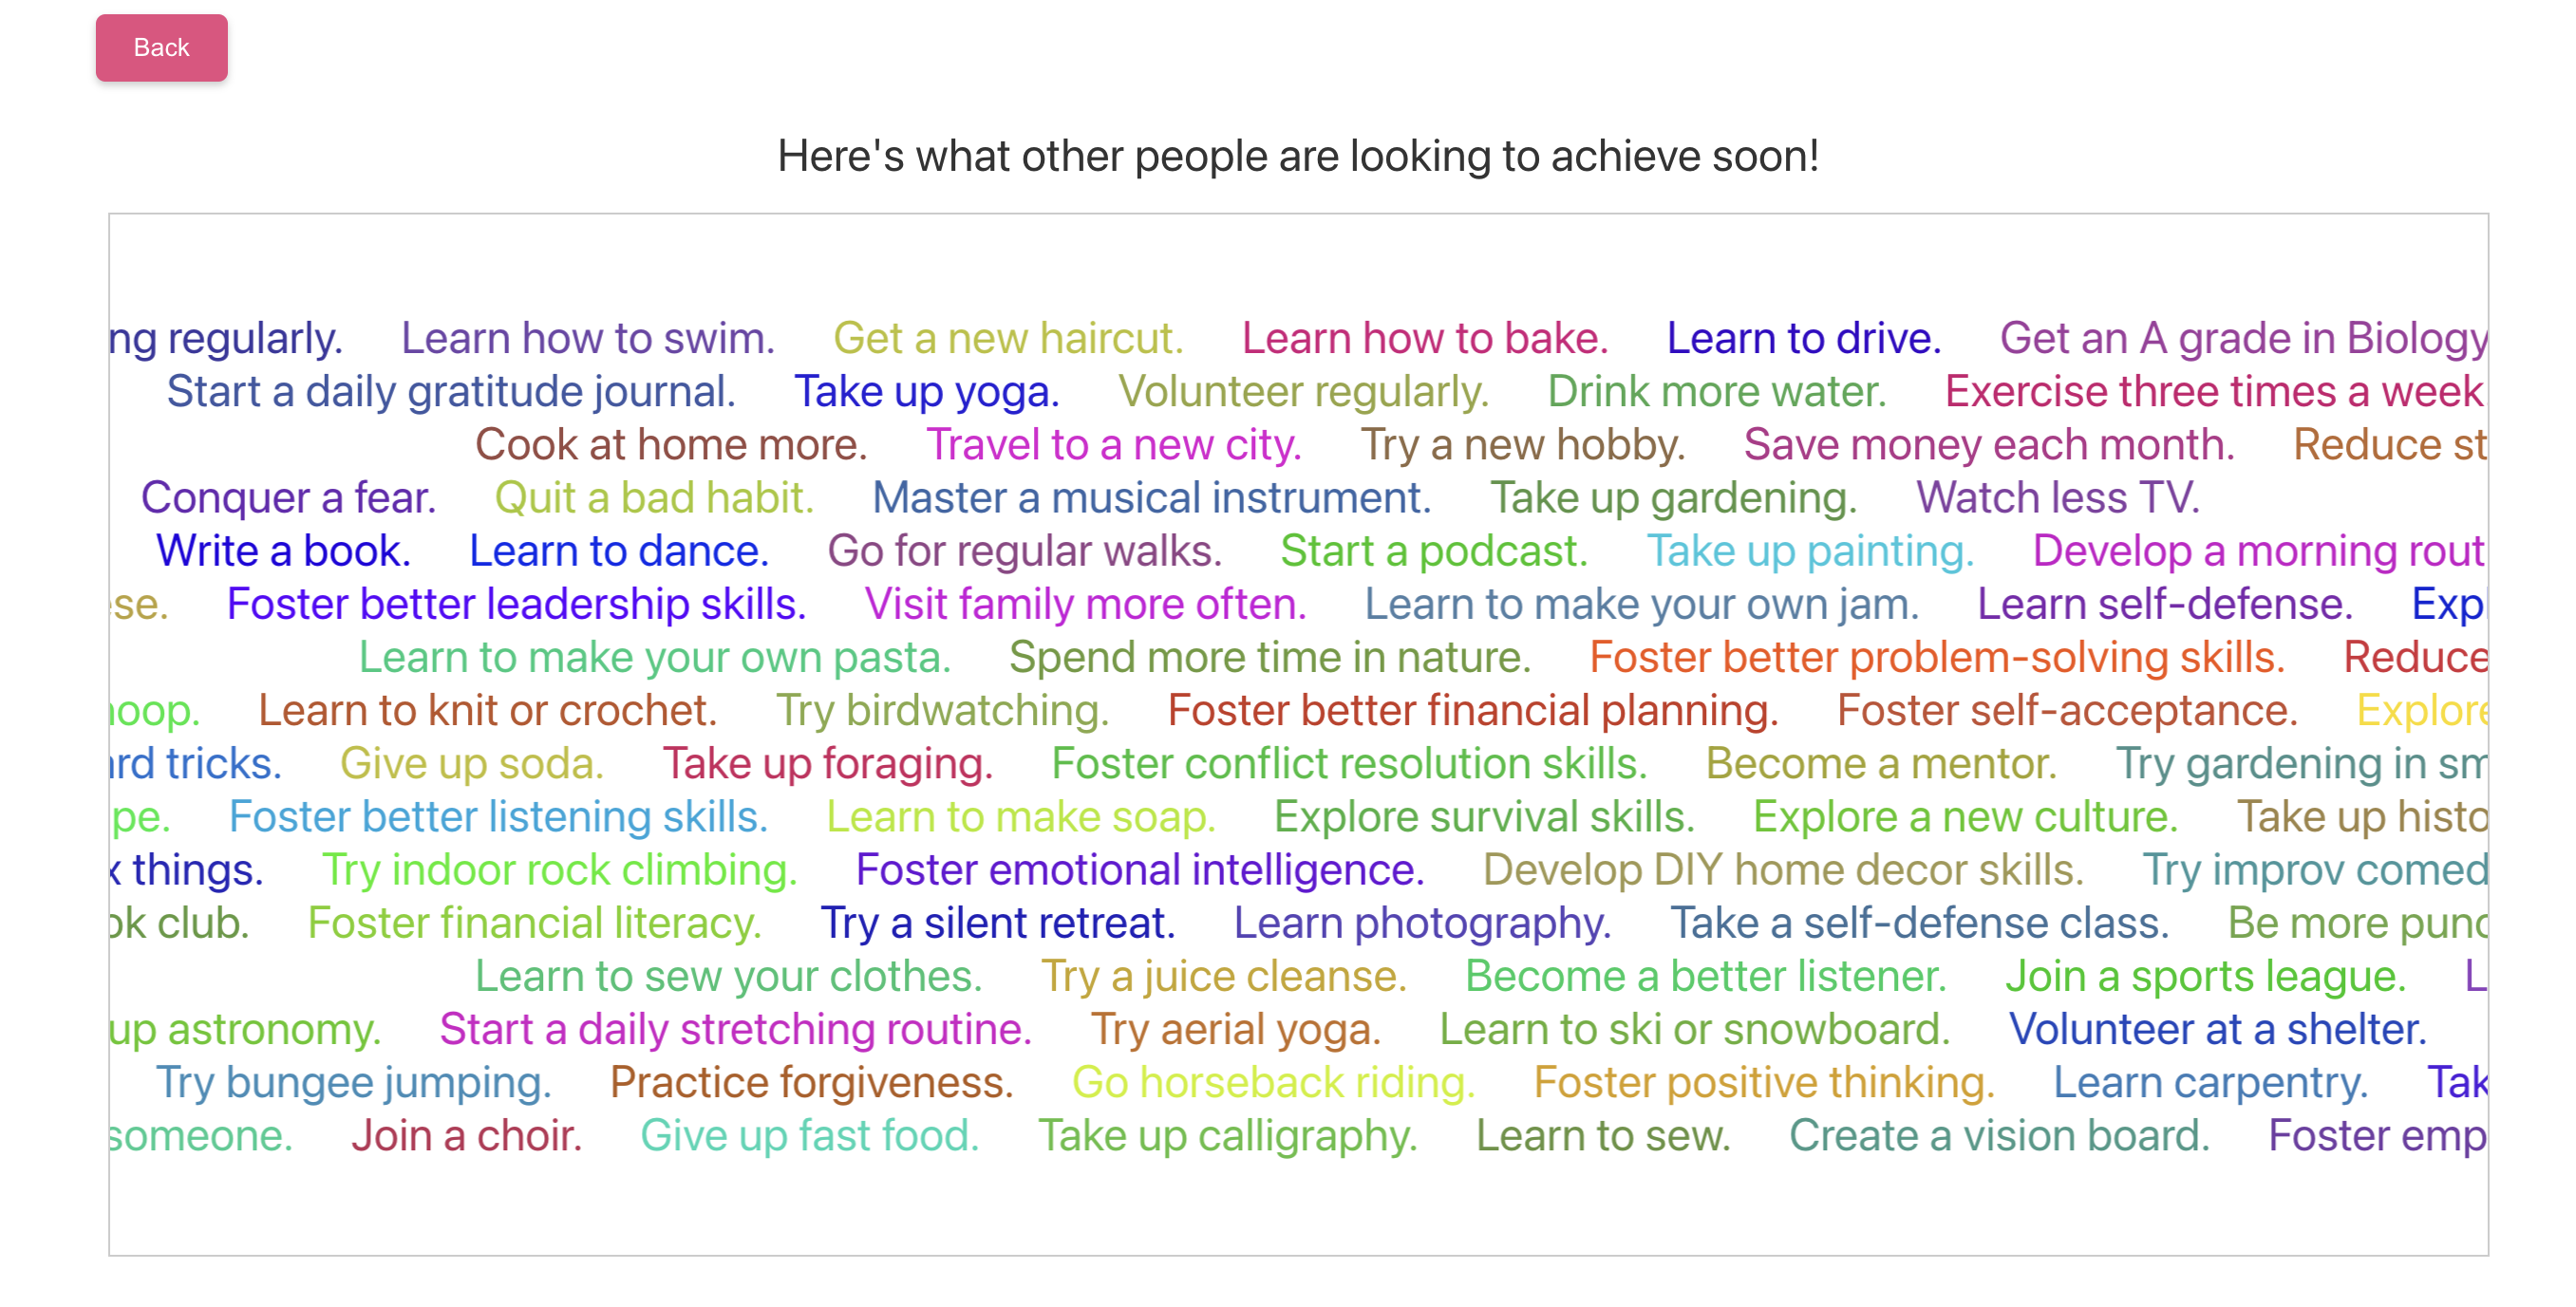 Back
Here's what other people are looking to achieve soon!
ng regularly. Learn how to swim. Get a new haircut. Learn how to bake. Learn to drive. Get an A grade in Biology
Start a daily gratitude journal. Take up yoga. Volunteer regularly. Drink more water. Exercise three times a week
Cook at home more. Travel to a new city. Try a new hobby. Save money each month. Reduce st
Conquer a fear. Quit a bad habit. Master a musical instrument. Take up gardening. Watch less TV.
Write a book. Learn to dance. Go for regular walks. Start a podcast. Take up painting. Develop a morning rout
se. Foster better leadership skills. Visit family more often. Learn to make your own jam. Learn self-defense. Exp
Learn to make your own pasta. Spend more time in nature. Foster better problem-solving skills. Reduce
oop. Learn to knit or crochet. Try birdwatching. Foster better financial planning. Foster self-acceptance. Explore
rd tricks. Give up soda. Take up foraging. Foster conflict resolution skills. Become a mentor. Try gardening in sm
pe. Foster better listening skills. Learn to make soap. Explore survival skills. Explore a new culture. Take up histo
x things. Try indoor rock climbing. Foster emotional intelligence. Develop DIY home decor skills. Try improv comed
ok club. Foster financial literacy. Try a silent retreat. Learn photography. Take a self-defense class. Be more punc
Learn to sew your clothes. Try a juice cleanse. Become a better listener. Join a sports league. L
up astronomy. Start a daily stretching routine. Try aerial yoga. Learn to ski or snowboard. Volunteer at a shelter.
Try bungee jumping. Practice forgiveness. Go horseback riding. Foster positive thinking. Learn carpentry. Tak
someone. Join a choir. Give up fast food. Take up calligraphy. Learn to sew. Create a vision board. Foster emp